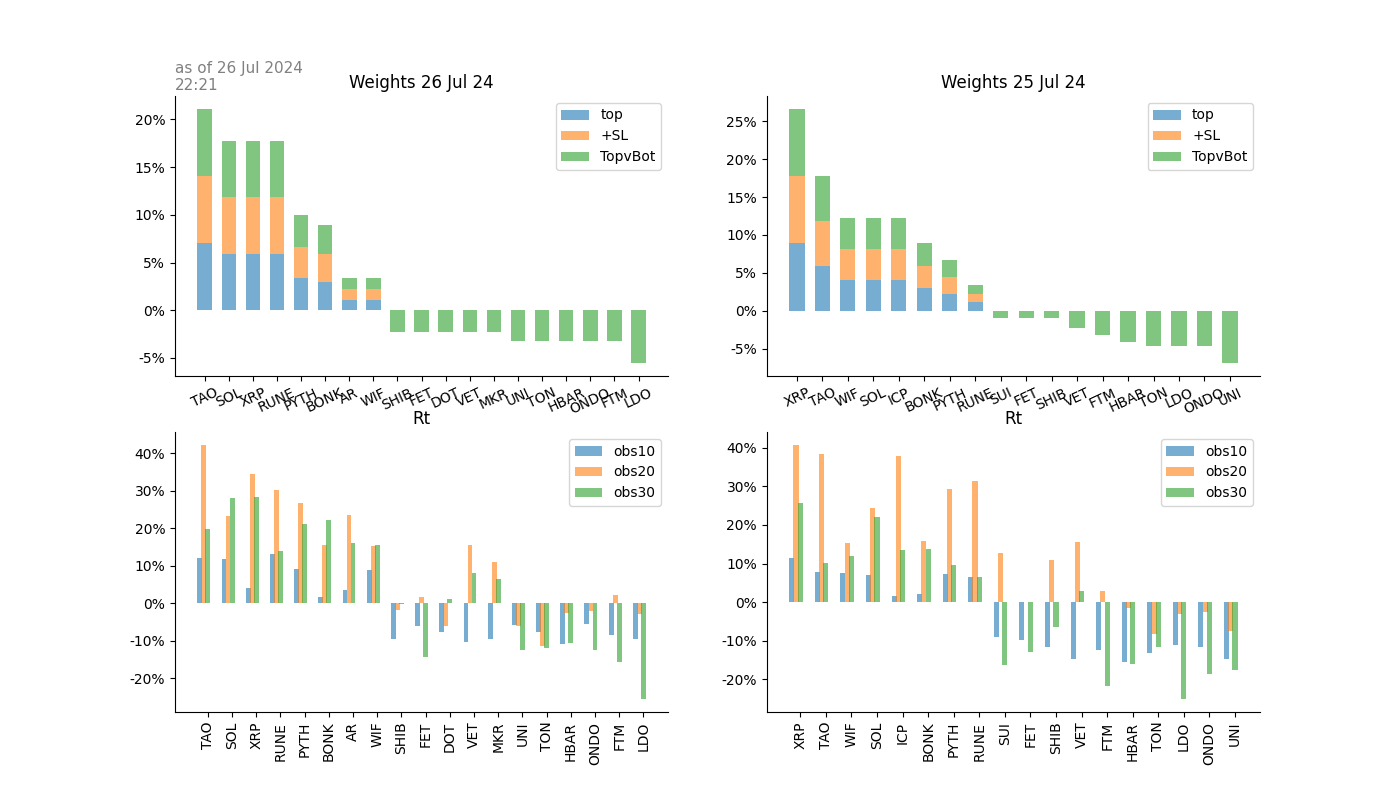 as of 26 Jul 2024
22:21
Weights 26 Jul 24
20%
15%
10%
5%
0%
-5%
top
+SL
TopvBot
TAO SOL XRP RUNE PYTH BONK AR WIF SHIB FET DOT VET MKR UNI TON HBAR ONDO FTM LDO
Weights 25 Jul 24
25%
20%
15%
10%
5%
0%
-5%
top
+SL
TopvBot
XRP TAO WIF SOL ICP BONK PYTH RUNE SUI FET SHIB VET FTM HBAR TON LDO ONDO UNI
Rt
40%
30%
20%
10%
0%
-10%
-20%
obs10
obs20
obs30
TAO SOL XRP RUNE PYTH BONK AR WIF SHIB FET DOT VET MKR UNI TON HBAR ONDO FTM LDO
Rt
40%
30%
20%
10%
0%
-10%
-20%
obs10
obs20
obs30
XRP TAO WIF SOL ICP BONK PYTH RUNE SUI FET SHIB VET FTM HBAR TON LDO ONDO UNI